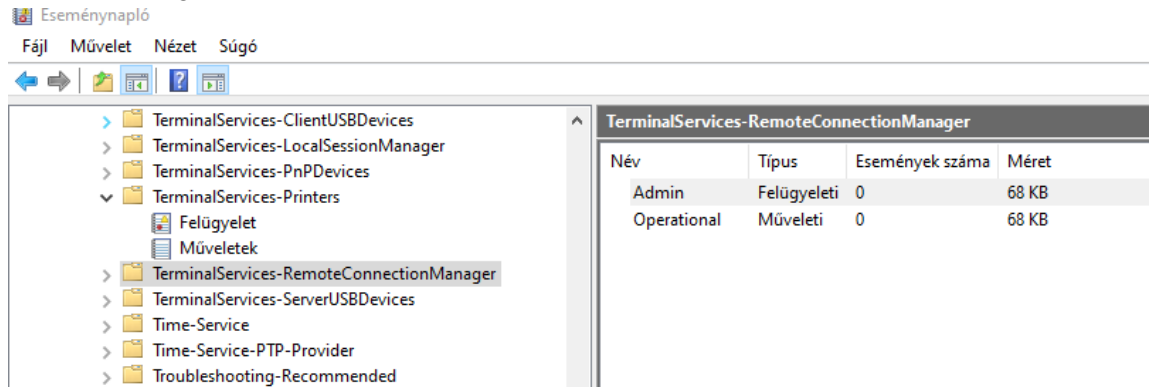 Eseménynapló
Fájl Művelet Nézet Súgó
TerminalServices-ClientUSBDevices
TerminalServices-LocalSessionManager
TerminalServices-PnPDevices
TerminalServices-Printers
Felügyelet
Műveletek
TerminalServices-RemoteConnectionManager
TerminalServices-ServerUSBDevices
Time-Service
Time-Service-PTP-Provider
Troubleshooting-Recommended
TerminalServices-RemoteConnectionManager
Név Típus Események száma Méret
Admin Felügyeleti 0 68 KB
Operational Műveleti 0 68 KB